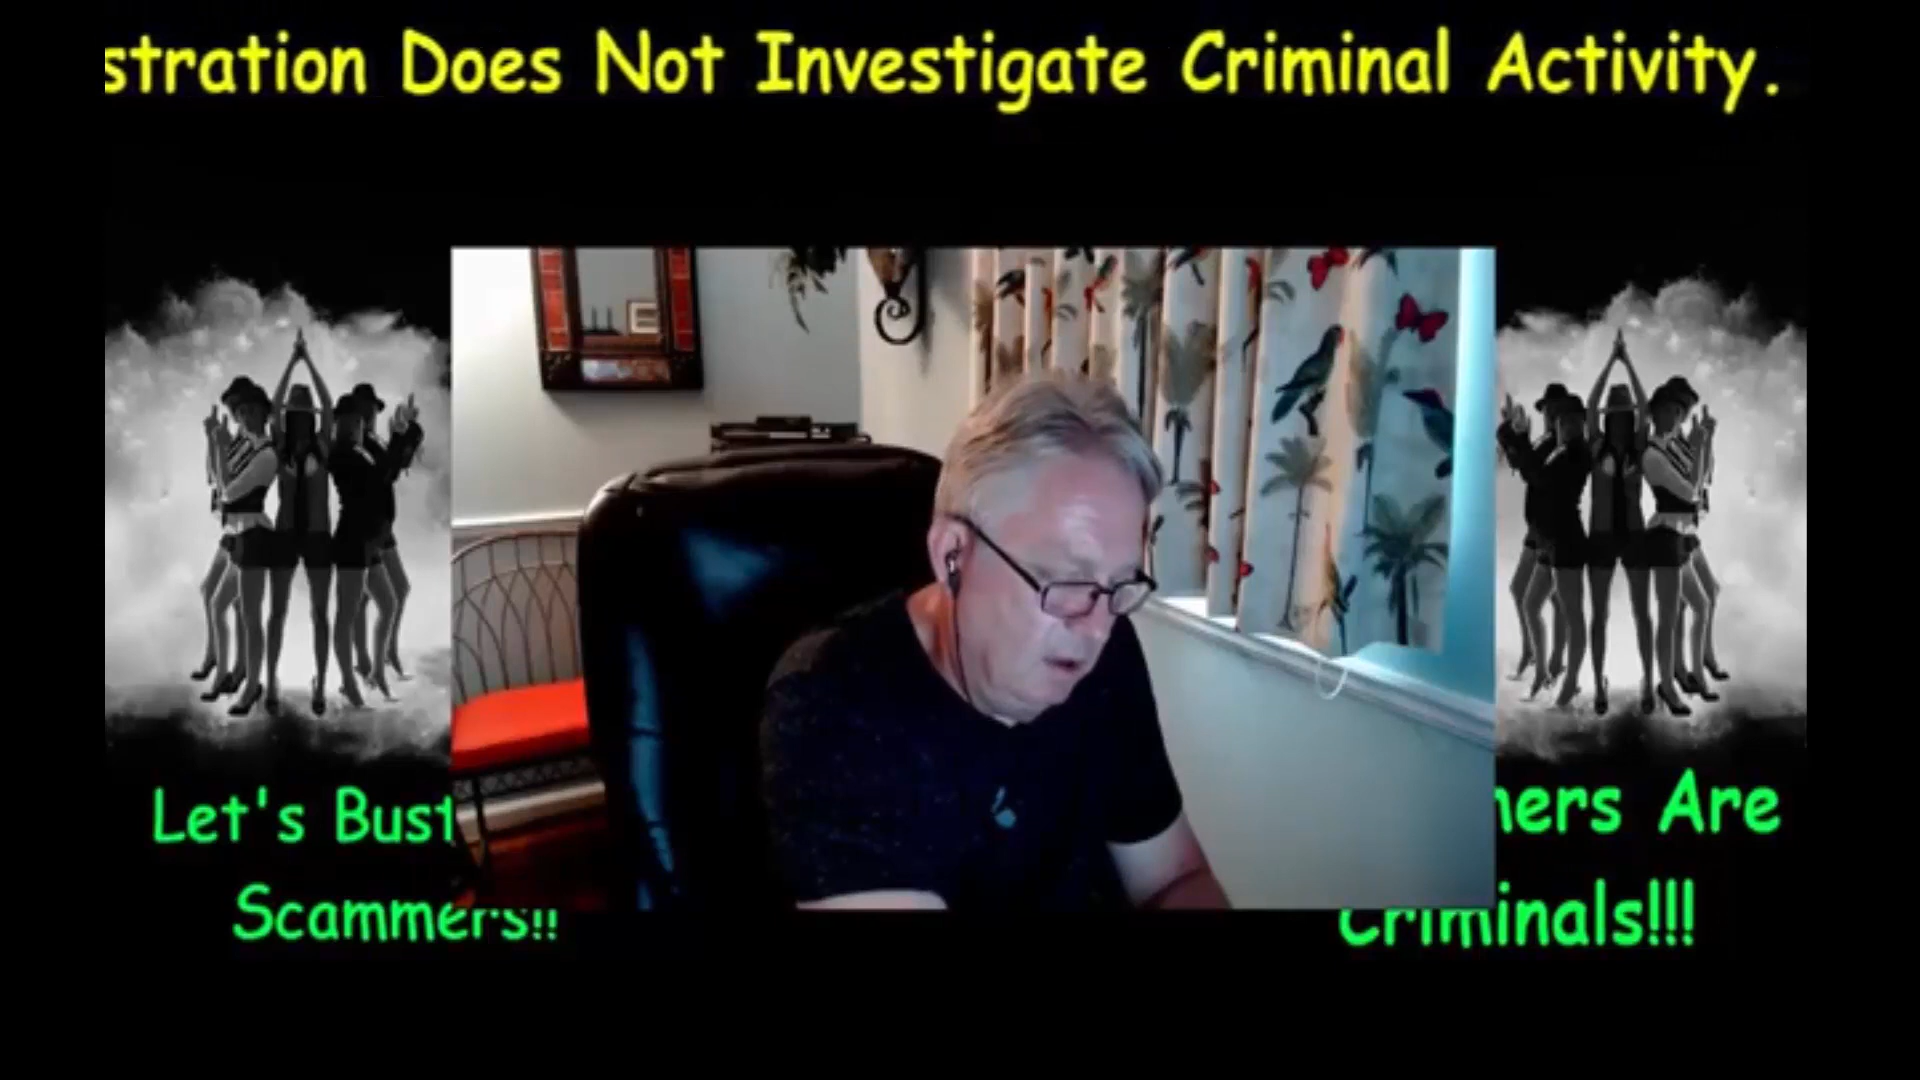 stration Does Not Investigate Criminal Activity.
Let's Bust
Scammers!!
ners Are
Criminals!!!